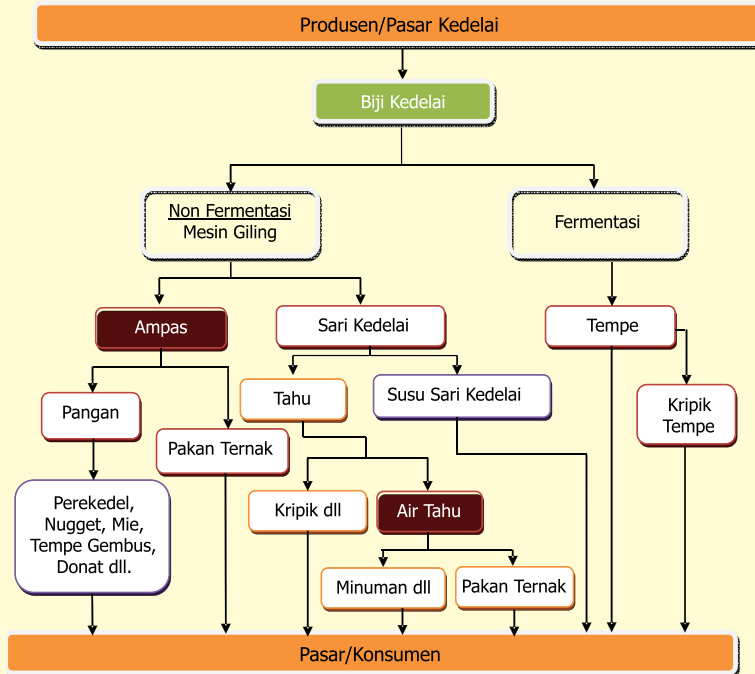 Produsen/Pasar Kedelai
Biji Kedelai
Non Fermentasi
Mesin Giling
Fermentasi
Ampas
Sari Kedelai
Tempe
Pangan
Pakan Ternak
Tahu
Susu Sari Kedelai
Kripik
Tempe
Perekedel,
Nugget, Mie,
Tempe Gembus,
Donat dll.
Kripik dll
Air Tahu
Minuman dll
Pakan Ternak
Pasar/Konsumen